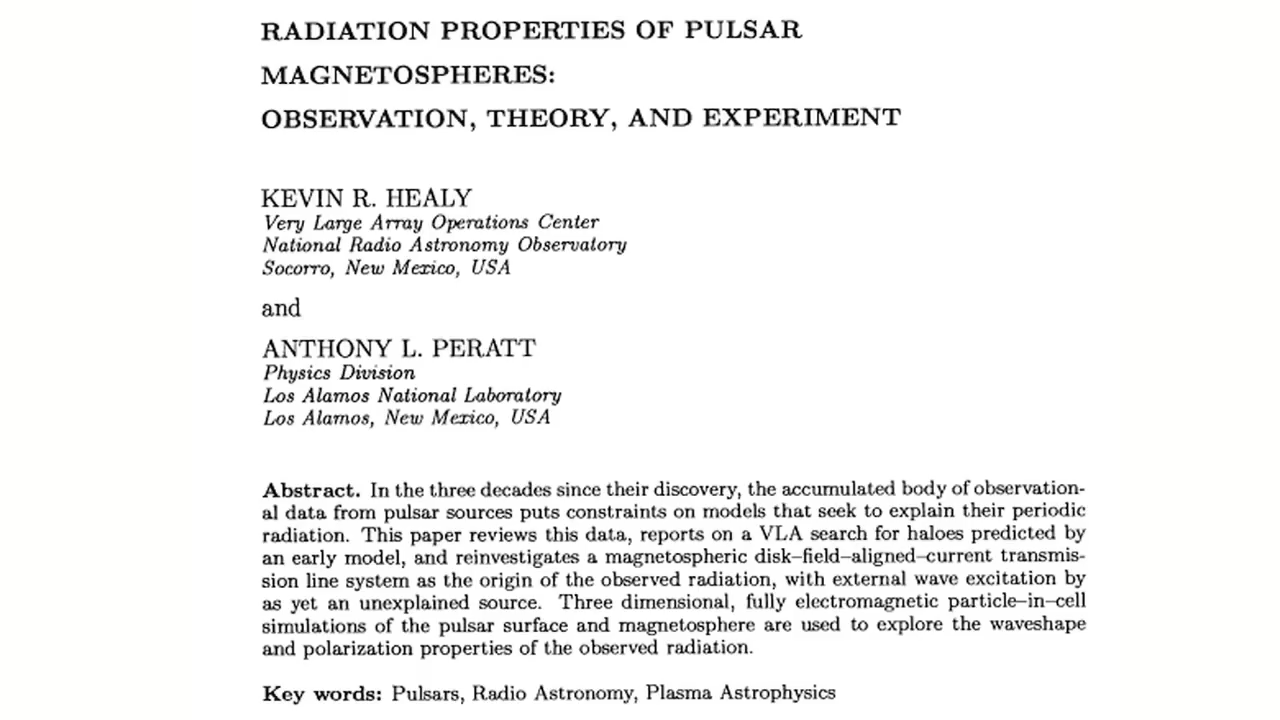 RADIATION PROPERTIES OF PULSAR
MAGNETOSPHERES:
OBSERVATION, THEORY, AND EXPERIMENT
KEVIN R. HEALY
Very Large Array Operations Center
National Radio Astronomy Observatory
Socorro, New Mexico, USA
and
ANTHONY L. PERATT
Physics Division
Los Alamos National Laboratory
Los Alamos, New Mexico, USA
Abstract. In the three decades since their discovery, the accumulated body of observation-
al data from pulsar sources puts constraints on models that seek to explain their periodic
radiation. This paper reviews this data, reports on a VLA search for haloes predicted by
an early model, and reinvestigates a magnetospheric disk–field–aligned–current transmis-
sion line system as the origin of the observed radiation, with external wave excitation by
as yet an unexplained source. Three dimensional, fully electromagnetic particle–in–cell
simulations of the pulsar surface and magnetosphere are used to explore the waveshape
and polarization properties of the observed radiation.
Key words: Pulsars, Radio Astronomy, Plasma Astrophysics